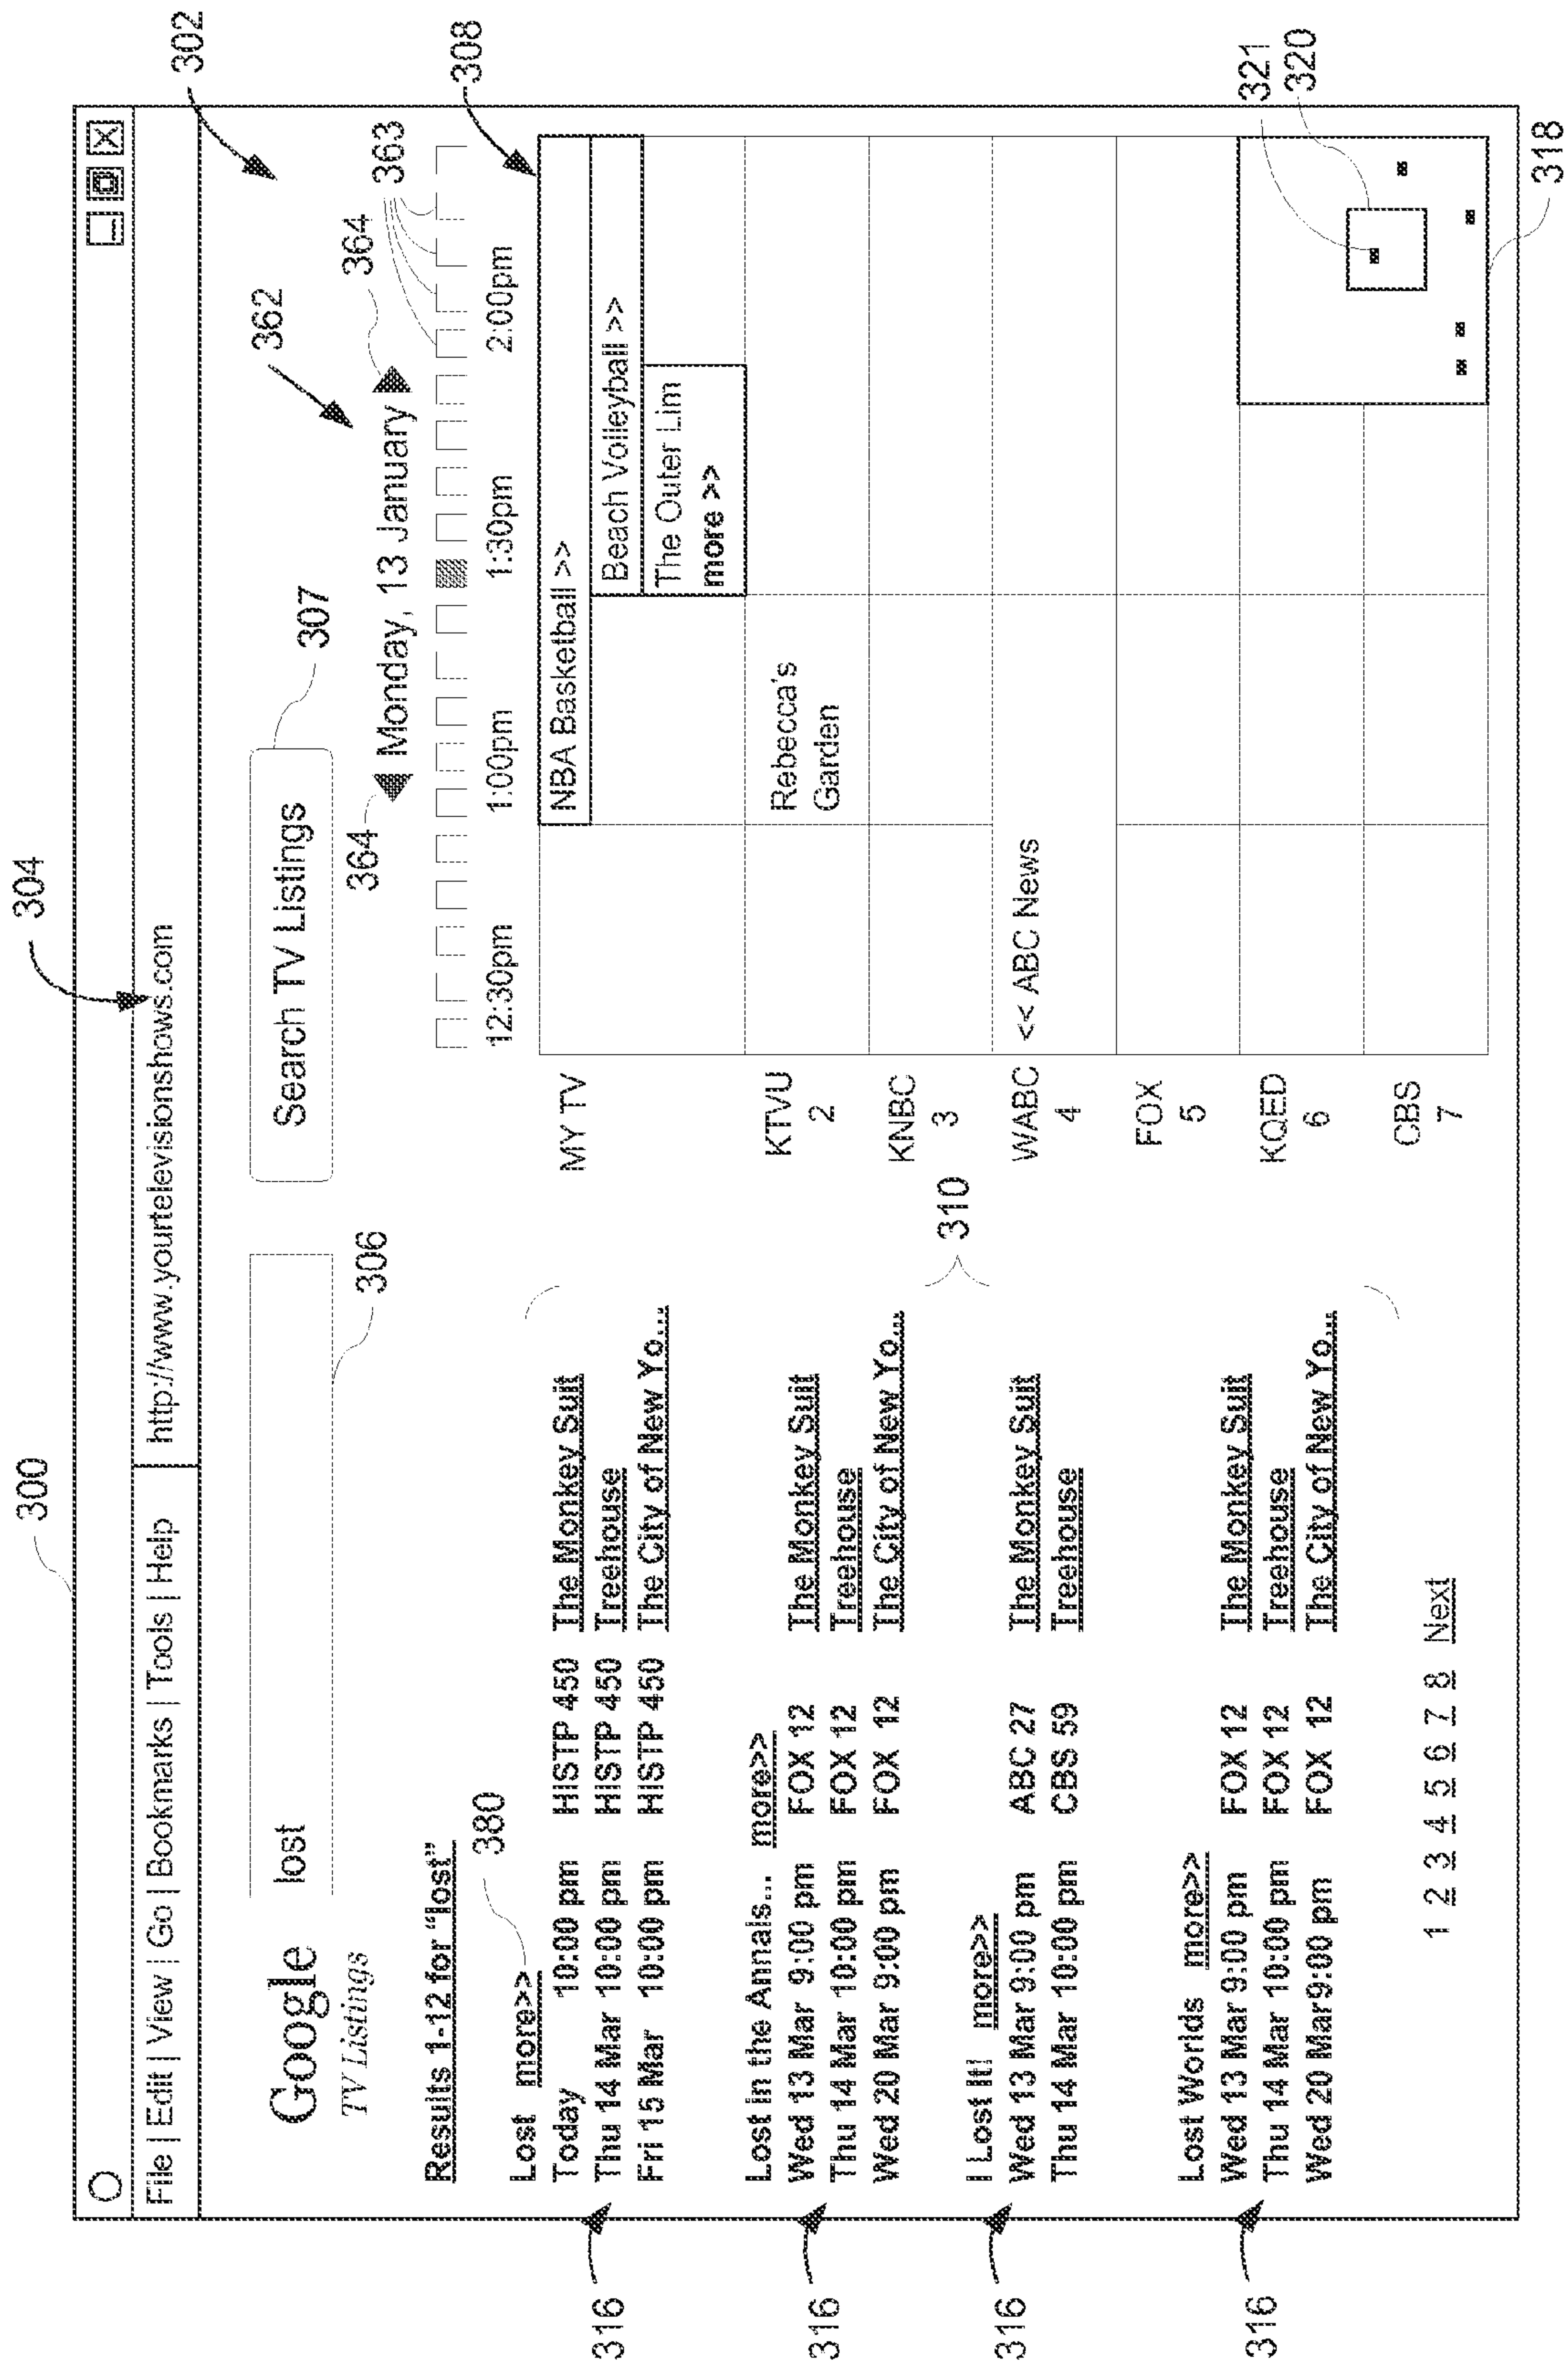 300
304
302
File | Edit | View | Go | Bookmarks | Tools | Help
http://www.yourtelevisionshows.com
Google
TV Listings
lost
306
Search TV Listings
307
362
364
Monday, 13 January
364
363
12:30pm
1:00pm
1:30pm
2:00pm
308
Results 1-12 for “lost”
380
Lost more>>
Today 10:00 pm HISTP 450 The Monkey Suit
Thu 14 Mar 10:00 pm HISTP 450 Treehouse
Fri 15 Mar 10:00 pm HISTP 450 The City of New Yo...
316
Lost in the Annals... more>>
Wed 13 Mar 9:00 pm FOX 12 The Monkey Suit
Thu 14 Mar 10:00 pm FOX 12 Treehouse
Wed 20 Mar 9:00 pm FOX 12 The City of New Yo...
316
I Lost It! more>>
Wed 13 Mar 9:00 pm ABC 27 The Monkey Suit
Thu 14 Mar 10:00 pm CBS 59 Treehouse
316
Lost Worlds more>>
Wed 13 Mar 9:00 pm FOX 12 The Monkey Suit
Thu 14 Mar 10:00 pm FOX 12 Treehouse
Wed 20 Mar9:00 pm FOX 12 The City of New Yo...
316
1 2 3 4 5 6 7 8 Next
310
MY TV
NBA Basketball >>
Beach Volleyball >>
The Outer Lim
more >>
KTVU
2
Rebecca's
Garden
KNBC
3
WABC
4
<< ABC News
FOX
5
KQED
6
CBS
7
321
320
318